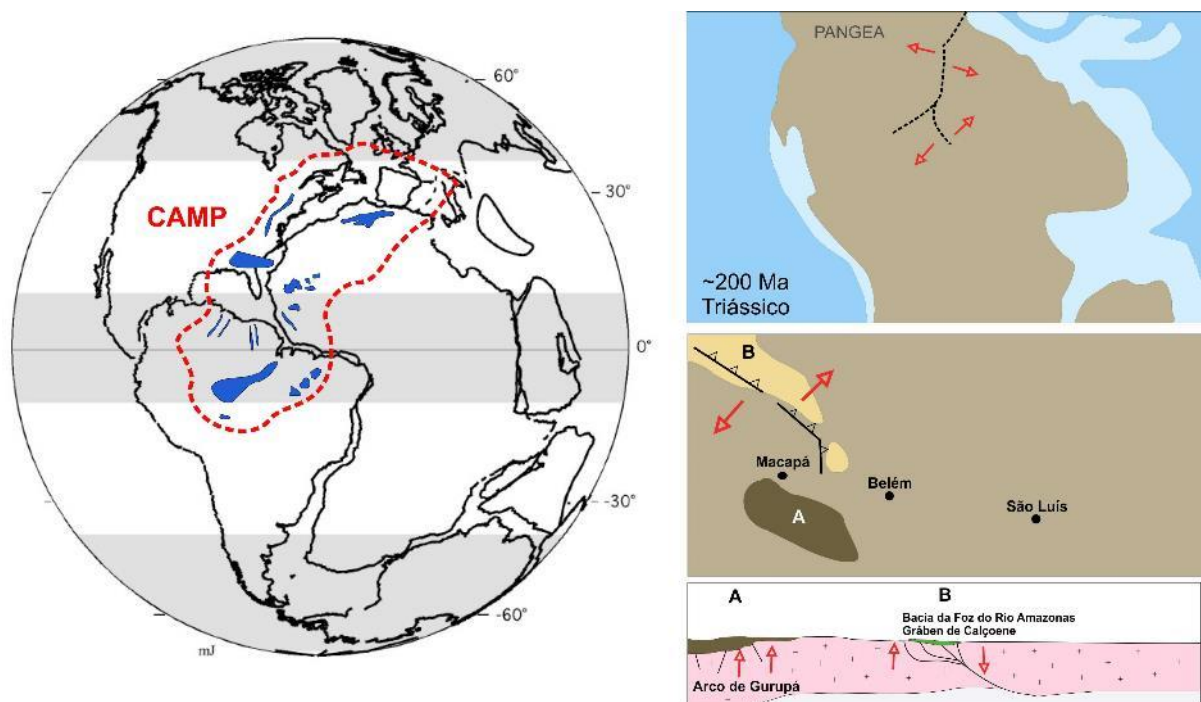 60°
30°
CAMP
0°
-30°
-60°
mJ
PANGEA
~200 Ma
Triássico
B
Macapá
Belém
A
São Luís
A
B
Bacia da Foz do Rio Amazonas
Gráben de Calçoene
Arco de Gurupá